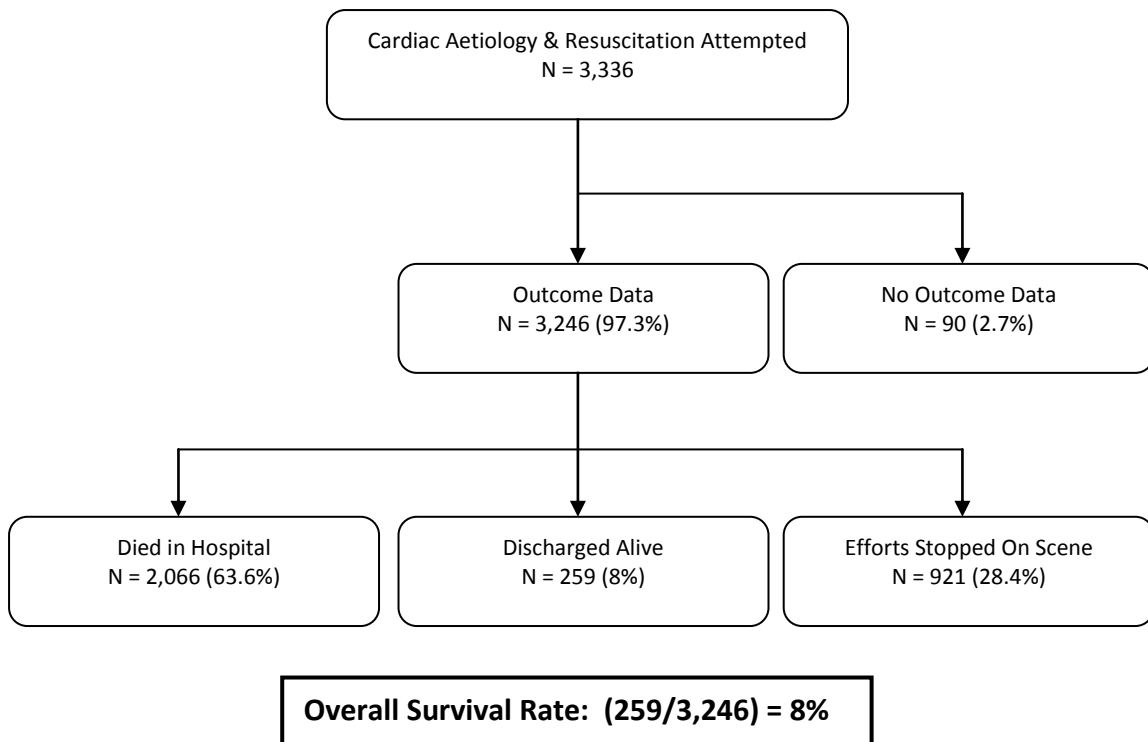 Cardiac Aetiology & Resuscitation Attempted
N = 3,336
Outcome Data
N = 3,246 (97.3%)
No Outcome Data
N = 90 (2.7%)
Died in Hospital
N = 2,066 (63.6%)
Discharged Alive
N = 259 (8%)
Efforts Stopped On Scene
N = 921 (28.4%)
Overall Survival Rate: (259/3,246) = 8%